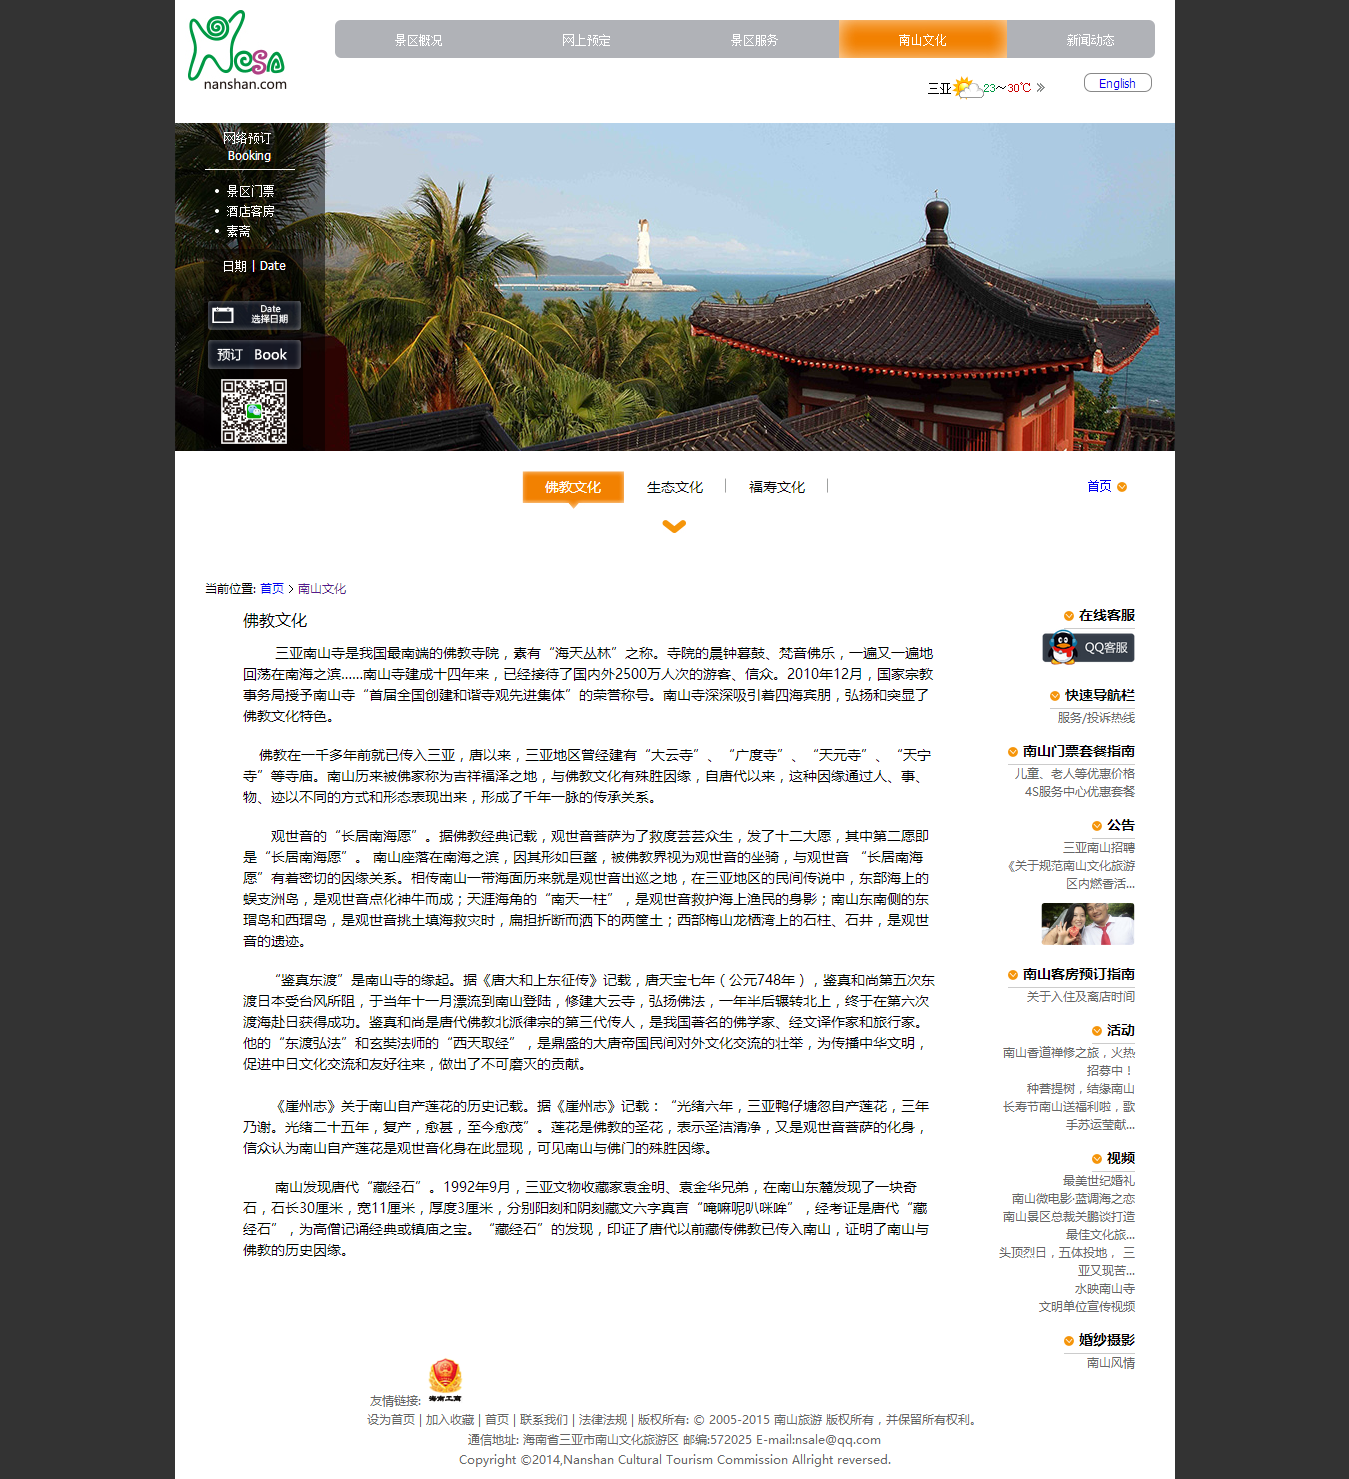 nesa
nanshan.com
景区概况 网上预定 景区服务 南山文化 新闻动态
三亚 23～30℃ »
English
网络预订
Booking
• 景区门票
• 酒店客房
• 素斋
日期 | Date
Date
选择日期
预订 Book
佛教文化 生态文化 福寿文化
首页
当前位置: 首页 > 南山文化
佛教文化
三亚南山寺是我国最南端的佛教寺院，素有“海天丛林”之称。寺院的晨钟暮鼓、梵音佛乐，一遍又一遍地
回荡在南海之滨……南山寺建成十四年来，已经接待了国内外2500万人次的游客、信众。2010年12月，国家宗教
事务局授予南山寺“首届全国创建和谐寺观先进集体”的荣誉称号。南山寺深深吸引着四海宾朋，弘扬和突显了
佛教文化特色。
佛教在一千多年前就已传入三亚，唐以来，三亚地区曾经建有“大云寺”、“广度寺”、“天元寺”、“天宁
寺”等寺庙。南山历来被佛家称为吉祥福泽之地，与佛教文化有殊胜因缘，自唐代以来，这种因缘通过人、事、
物、迹以不同的方式和形态表现出来，形成了千年一脉的传承关系。
观世音的“长居南海愿”。据佛教经典记载，观世音菩萨为了救度芸芸众生，发了十二大愿，其中第二愿即
是“长居南海愿”。 南山座落在南海之滨，因其形如巨鳌，被佛教界视为观世音的坐骑，与观世音 “长居南海
愿”有着密切的因缘关系。相传南山一带海面历来就是观世音出巡之地，在三亚地区的民间传说中，东部海上的
蜈支洲岛，是观世音点化神牛而成；天涯海角的“南天一柱”，是观世音救护海上渔民的身影；南山东南侧的东
瑁岛和西瑁岛，是观世音挑土填海救灾时，扁担折断而洒下的两筐土；西部梅山龙栖湾上的石柱、石井，是观世
音的遗迹。
“鉴真东渡”是南山寺的缘起。据《唐大和上东征传》记载，唐天宝七年（公元748年），鉴真和尚第五次东
渡日本受台风所阻，于当年十一月漂流到南山登陆，修建大云寺，弘扬佛法，一年半后辗转北上，终于在第六次
渡海赴日获得成功。鉴真和尚是唐代佛教北派律宗的第三代传人，是我国著名的佛学家、经文译作家和旅行家。
他的“东渡弘法”和玄奘法师的“西天取经”，是鼎盛的大唐帝国民间对外文化交流的壮举，为传播中华文明，
促进中日文化交流和友好往来，做出了不可磨灭的贡献。
《崖州志》关于南山自产莲花的历史记载。据《崖州志》记载：“光绪六年，三亚鸭仔塘忽自产莲花，三年
乃谢。光绪二十五年，复产，愈甚，至今愈茂”。莲花是佛教的圣花，表示圣洁清净，又是观世音菩萨的化身，
信众认为南山自产莲花是观世音化身在此显现，可见南山与佛门的殊胜因缘。
南山发现唐代“藏经石”。1992年9月，三亚文物收藏家袁金明、袁金华兄弟，在南山东麓发现了一块奇
石，石长30厘米，宽11厘米，厚度3厘米，分别阳刻和阴刻藏文六字真言“唵嘛呢叭咪哞”，经考证是唐代“藏
经石”，为高僧记诵经典或镇庙之宝。“藏经石”的发现，印证了唐代以前藏传佛教已传入南山，证明了南山与
佛教的历史因缘。
在线客服
QQ客服
快速导航栏
服务/投诉热线
南山门票套餐指南
儿童、老人等优惠价格
4S服务中心优惠套餐
公告
三亚南山招聘
《关于规范南山文化旅游
区内燃香活...
南山客房预订指南
关于入住及离店时间
活动
南山香道禅修之旅，火热
招募中！
种菩提树，结缘南山
长寿节南山送福利啦，歌
手苏运莹献...
视频
最美世纪婚礼
南山微电影·蓝调海之恋
南山景区总裁关鹏谈打造
最佳文化旅...
头顶烈日，五体投地， 三
亚又现苦...
水映南山寺
文明单位宣传视频
婚纱摄影
南山风情
友情链接: 海南工商
设为首页 | 加入收藏 | 首页 | 联系我们 | 法律法规 | 版权所有: © 2005-2015 南山旅游 版权所有，并保留所有权利。
通信地址: 海南省三亚市南山文化旅游区 邮编:572025 E-mail:nsale@qq.com
Copyright ©2014,Nanshan Cultural Tourism Commission Allright reversed.